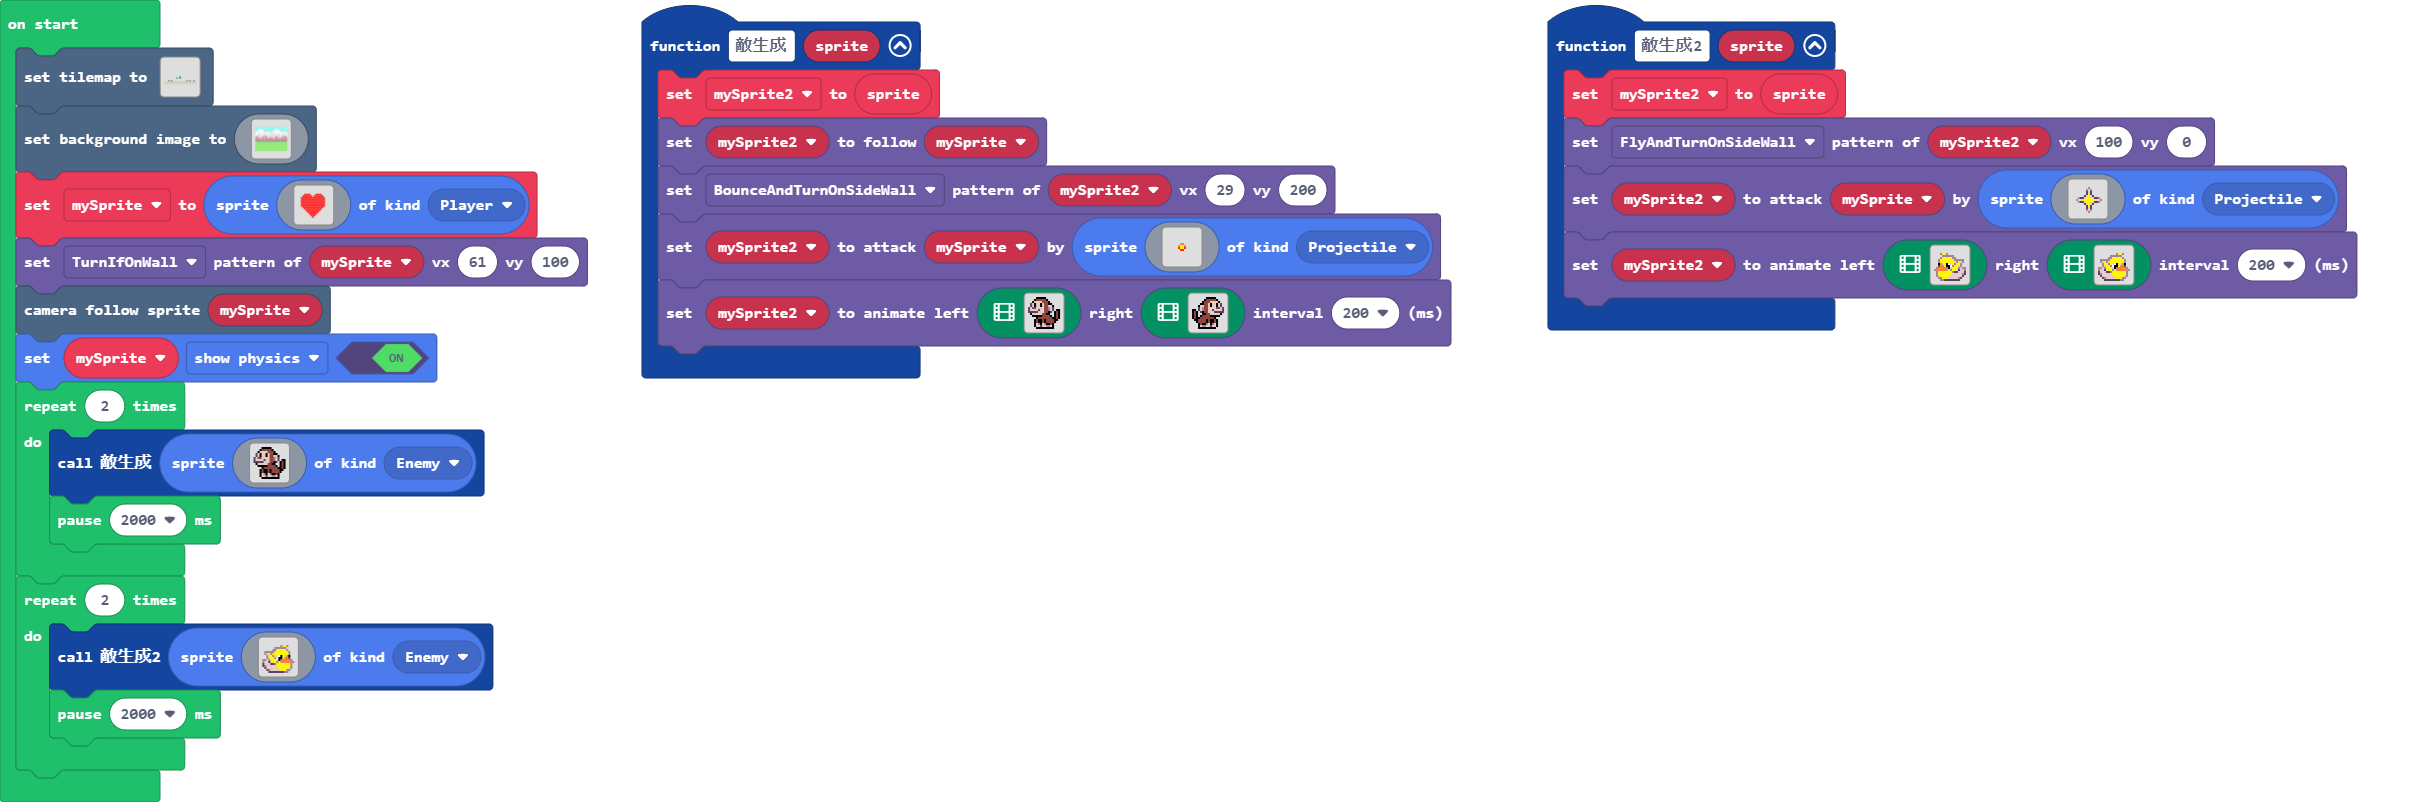 on start
set tilemap to
set background image to
set mySprite to sprite of kind Player
set TurnIfOnWall pattern of mySprite vx 61 vy 100
camera follow sprite mySprite
set mySprite show physics ON
repeat 2 times
do
call 敵生成 sprite of kind Enemy
pause 2000 ms
repeat 2 times
do
call 敵生成2 sprite of kind Enemy
pause 2000 ms
function 敵生成 sprite
set mySprite2 to sprite
set mySprite2 to follow mySprite
set BounceAndTurnOnSideWall pattern of mySprite2 vx 29 vy 200
set mySprite2 to attack mySprite by sprite of kind Projectile
set mySprite2 to animate left right interval 200 (ms)
function 敵生成2 sprite
set mySprite2 to sprite
set FlyAndTurnOnSideWall pattern of mySprite2 vx 100 vy 0
set mySprite2 to attack mySprite by sprite of kind Projectile
set mySprite2 to animate left right interval 200 (ms)